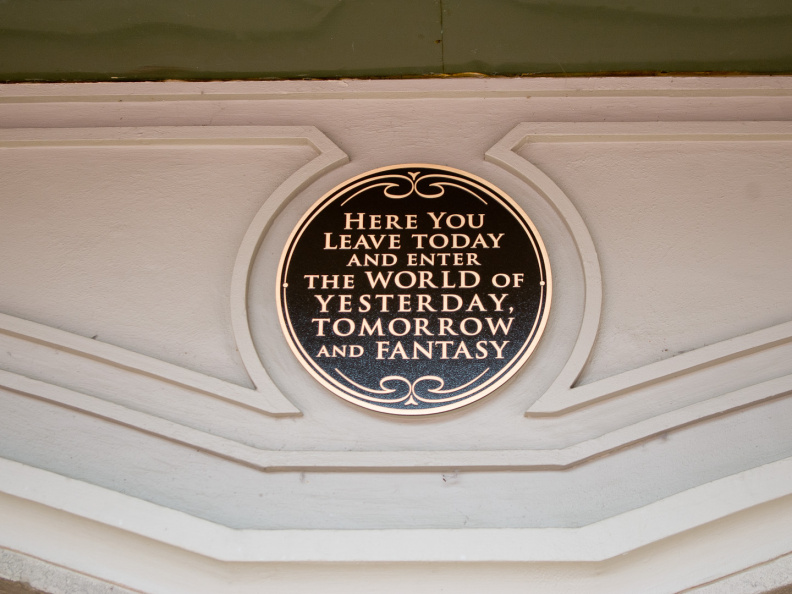 Here You
Leave today
and enter
the WORLD of
YESTERDAY,
TOMORROW
and FANTASY